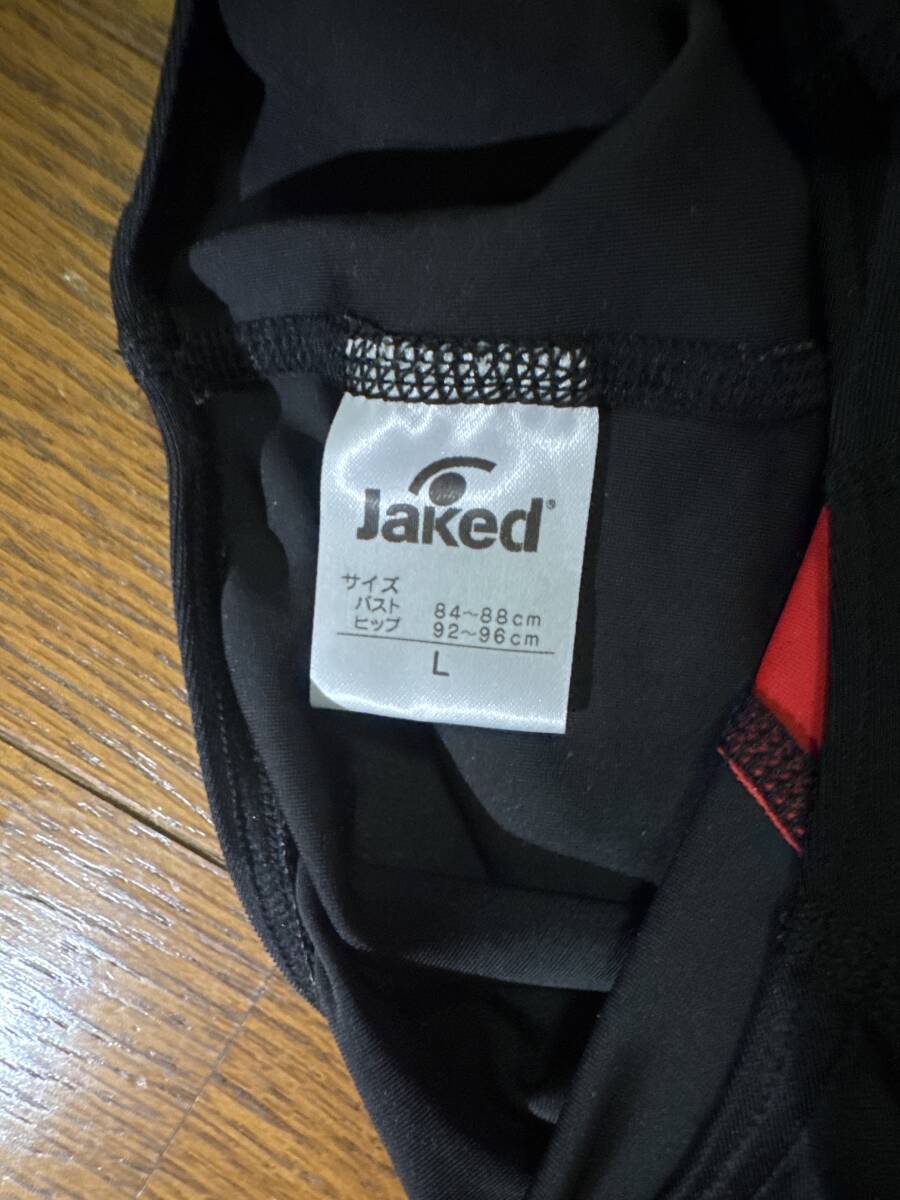 Jaked®
サイズ
バスト 84~88cm
ヒップ 92~96cm
L